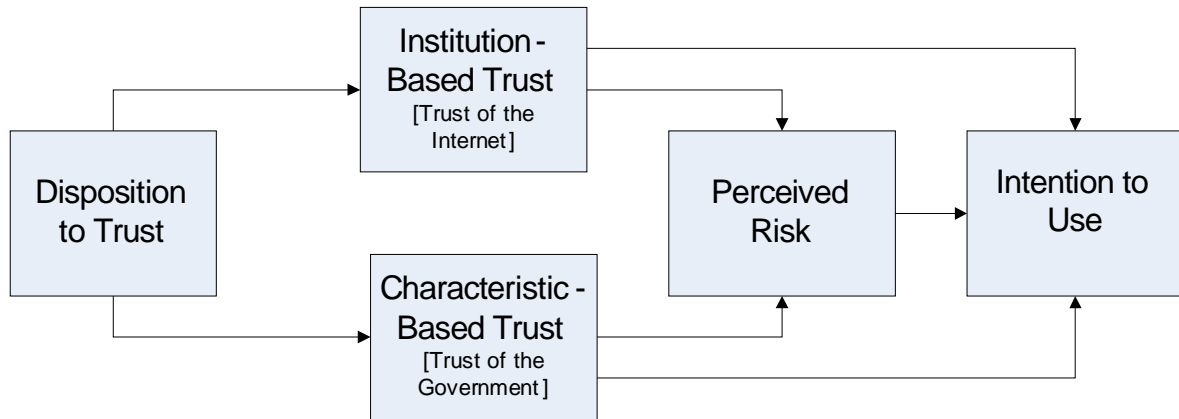 Institution -
Based Trust
[Trust of the
Internet]
Disposition
to Trust
Perceived
Risk
Intention to
Use
Characteristic -
Based Trust
[Trust of the
Government]